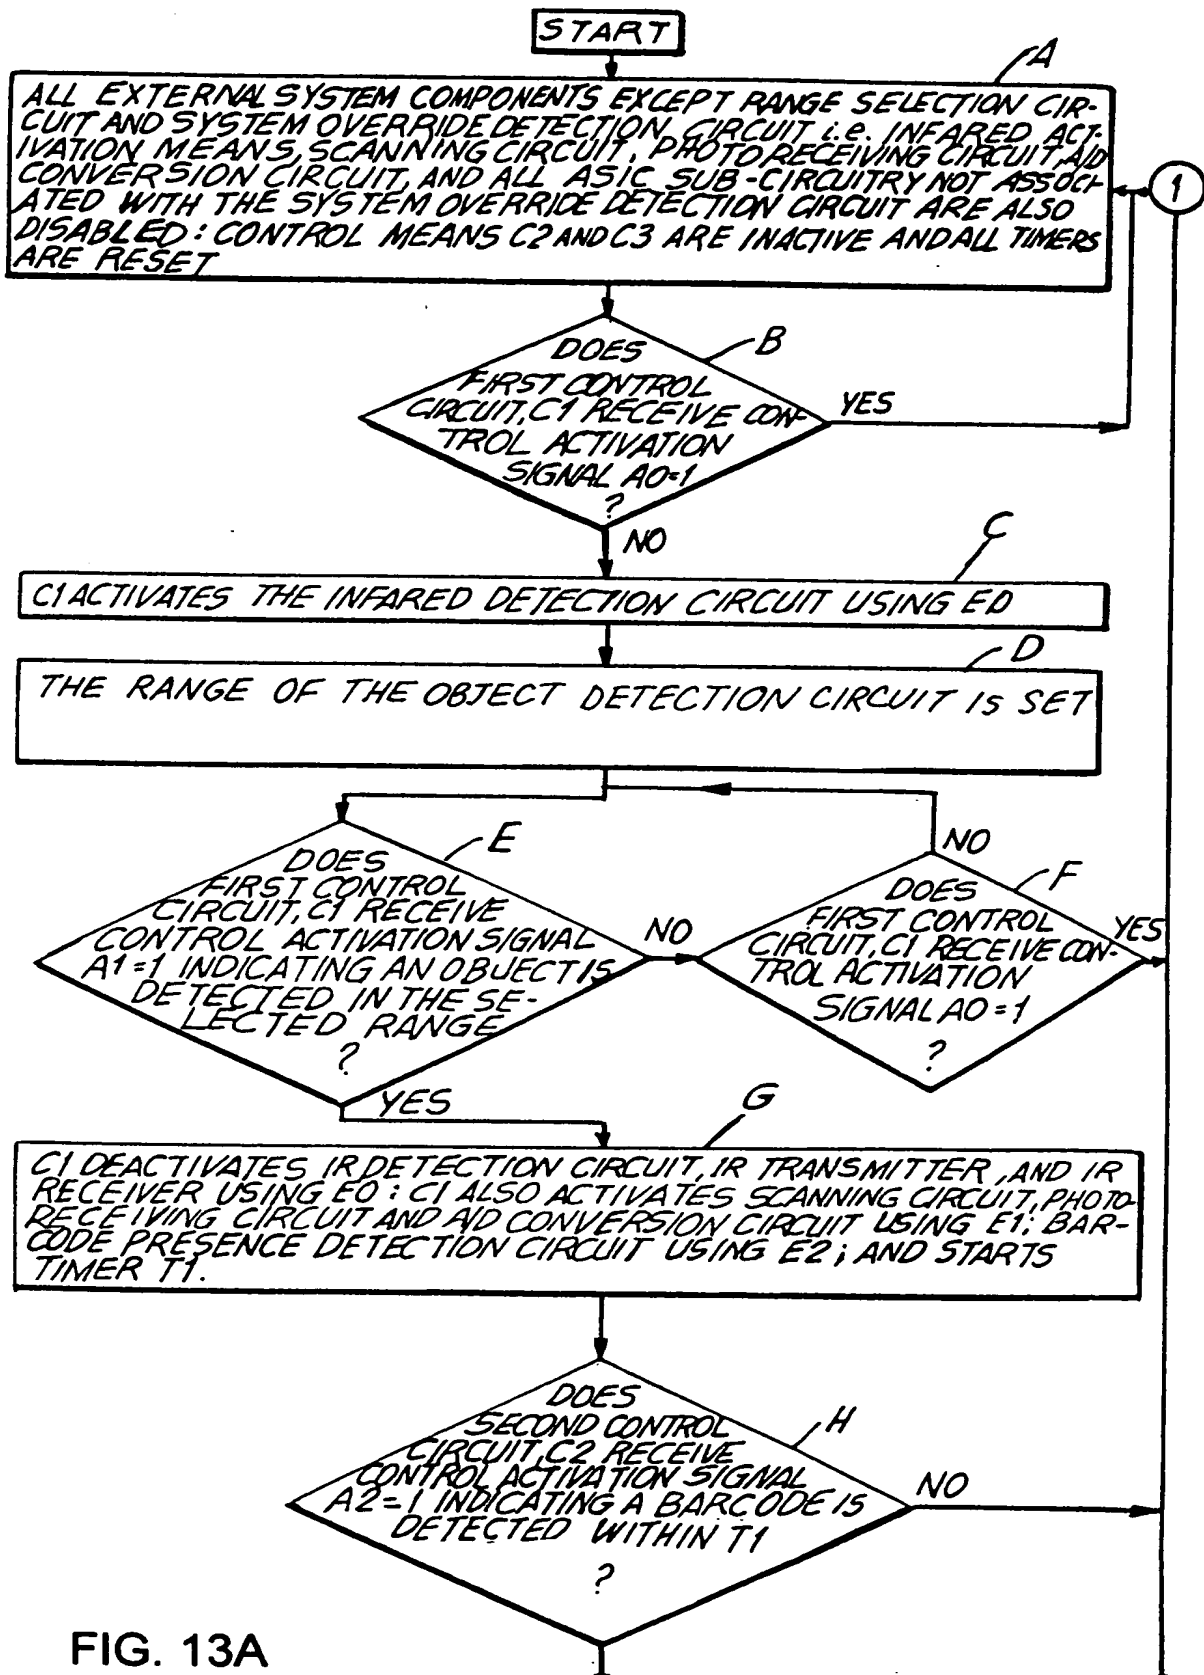 START
A
ALL EXTERNAL SYSTEM COMPONENTS EXCEPT RANGE SELECTION CIR-
CUIT AND SYSTEM OVERRIDE DETECTION CIRCUIT i.e. INFARED ACT-
IVATION MEANS, SCANNING CIRCUIT, PHOTO RECEIVING CIRCUIT, A/D
CONVERSION CIRCUIT, AND ALL ASIC SUB-CIRCUITRY NOT ASSOCI-
ATED WITH THE SYSTEM OVERRIDE DETECTION CIRCUIT ARE ALSO
DISABLED: CONTROL MEANS C2 AND C3 ARE INACTIVE AND ALL TIMERS
ARE RESET
1
B
DOES
FIRST CONTROL
CIRCUIT, C1 RECEIVE CON-
TROL ACTIVATION
SIGNAL A0=1
?
YES
NO
C
C1 ACTIVATES THE INFARED DETECTION CIRCUIT USING E0
D
THE RANGE OF THE OBJECT DETECTION CIRCUIT IS SET
E
DOES
FIRST CONTROL
CIRCUIT, C1 RECEIVE
CONTROL ACTIVATION SIGNAL
A1=1 INDICATING AN OBJECT IS
DETECTED IN THE SE-
LECTED RANGE
?
NO
YES
NO
F
DOES
FIRST CONTROL
CIRCUIT, C1 RECEIVE CON-
TROL ACTIVATION
SIGNAL A0=1
?
YES
G
C1 DEACTIVATES IR DETECTION CIRCUIT, IR TRANSMITTER, AND IR
RECEIVER USING E0: C1 ALSO ACTIVATES SCANNING CIRCUIT, PHOTO-
RECEIVING CIRCUIT AND A/D CONVERSION CIRCUIT USING E1; BAR-
CODE PRESENCE DETECTION CIRCUIT USING E2; AND STARTS
TIMER T1.
H
DOES
SECOND CONTROL
CIRCUIT, C2 RECEIVE
CONTROL ACTIVATION SIGNAL
A2=1 INDICATING A BARCODE IS
DETECTED WITHIN T1
?
NO
FIG. 13A